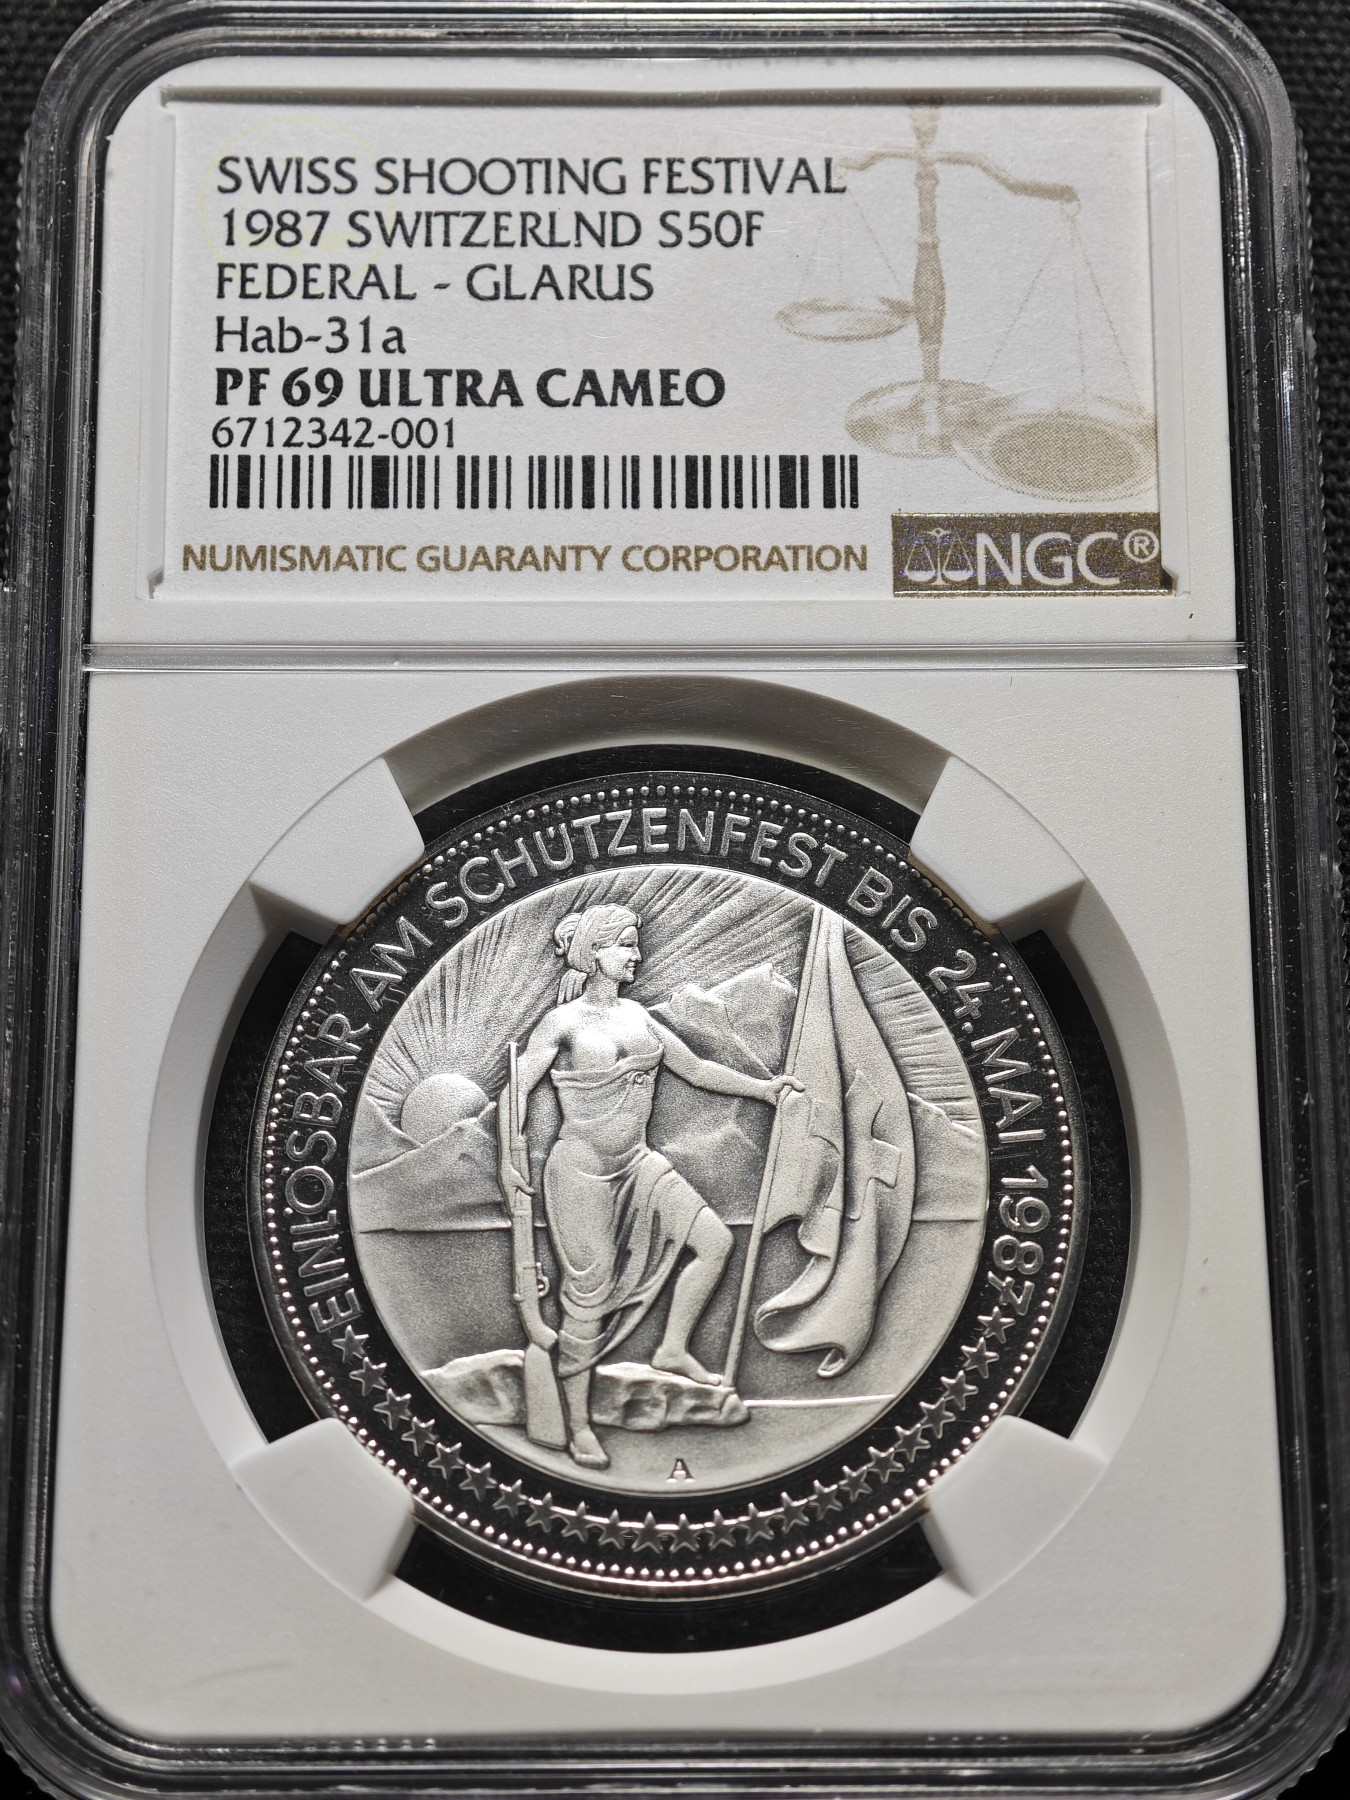 SWISS SHOOTING FESTIVAL
1987 SWITZERLND S50F
FEDERAL - GLARUS
Hab-31a
PF 69 ULTRA CAMEO
6712342-001
NUMISMATIC GUARANTY CORPORATION
NGC®
EINLÖSBAR AM SCHÜTZENFEST BIS 24. MAI 1987
A